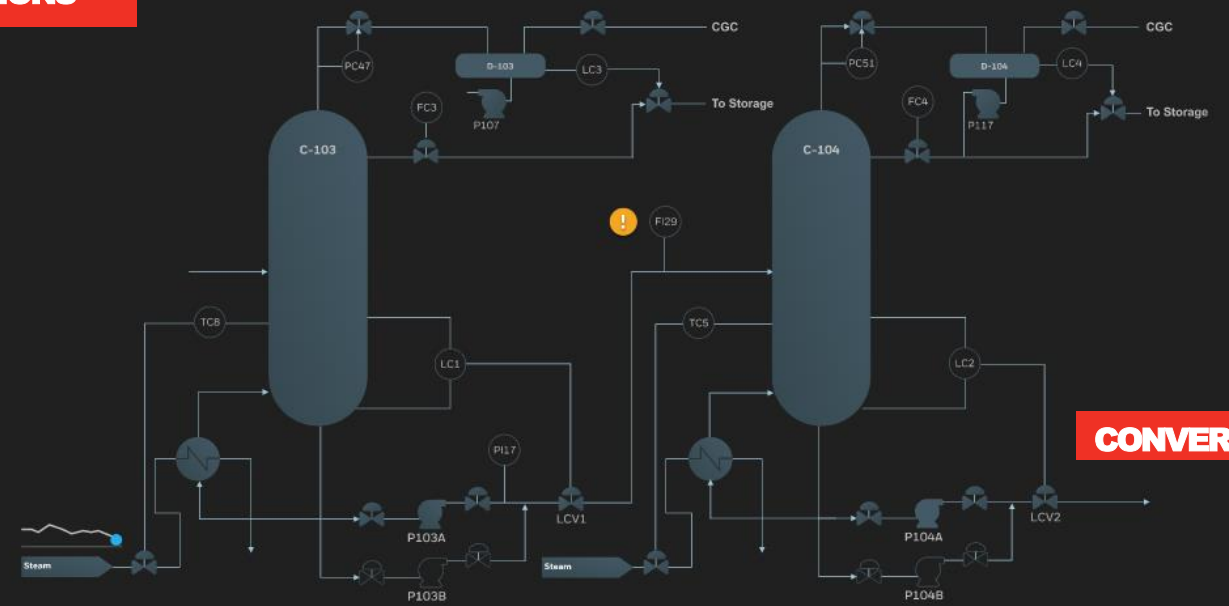 CGC
CGC
PC47
D-103
LC3
PC51
D-104
LC4
FC3
P107
To Storage
FC4
P117
To Storage
C-103
C-104
!
FI29
TC8
TC5
LC1
LC2
CONVER
PI17
LCV1
LCV2
P103A
P104A
Steam
Steam
P103B
P104B